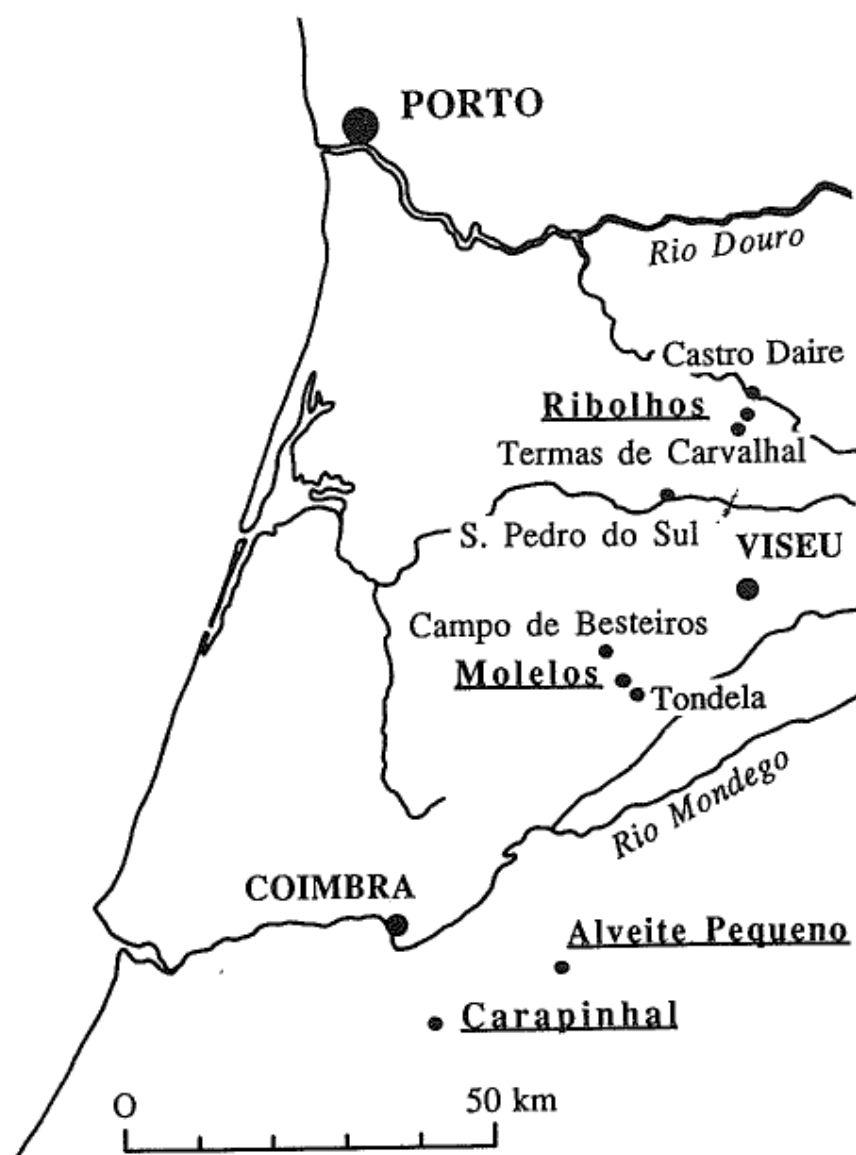 PORTO
Rio Douro
Castro Daire
Ribolhos
Termas de Carvalhal
S. Pedro do Sul
VISEU
Campo de Besteiros
Molelos
Tondela
Rio Mondego
COIMBRA
Alveite Pequeno
Carapinhal
O 50 km